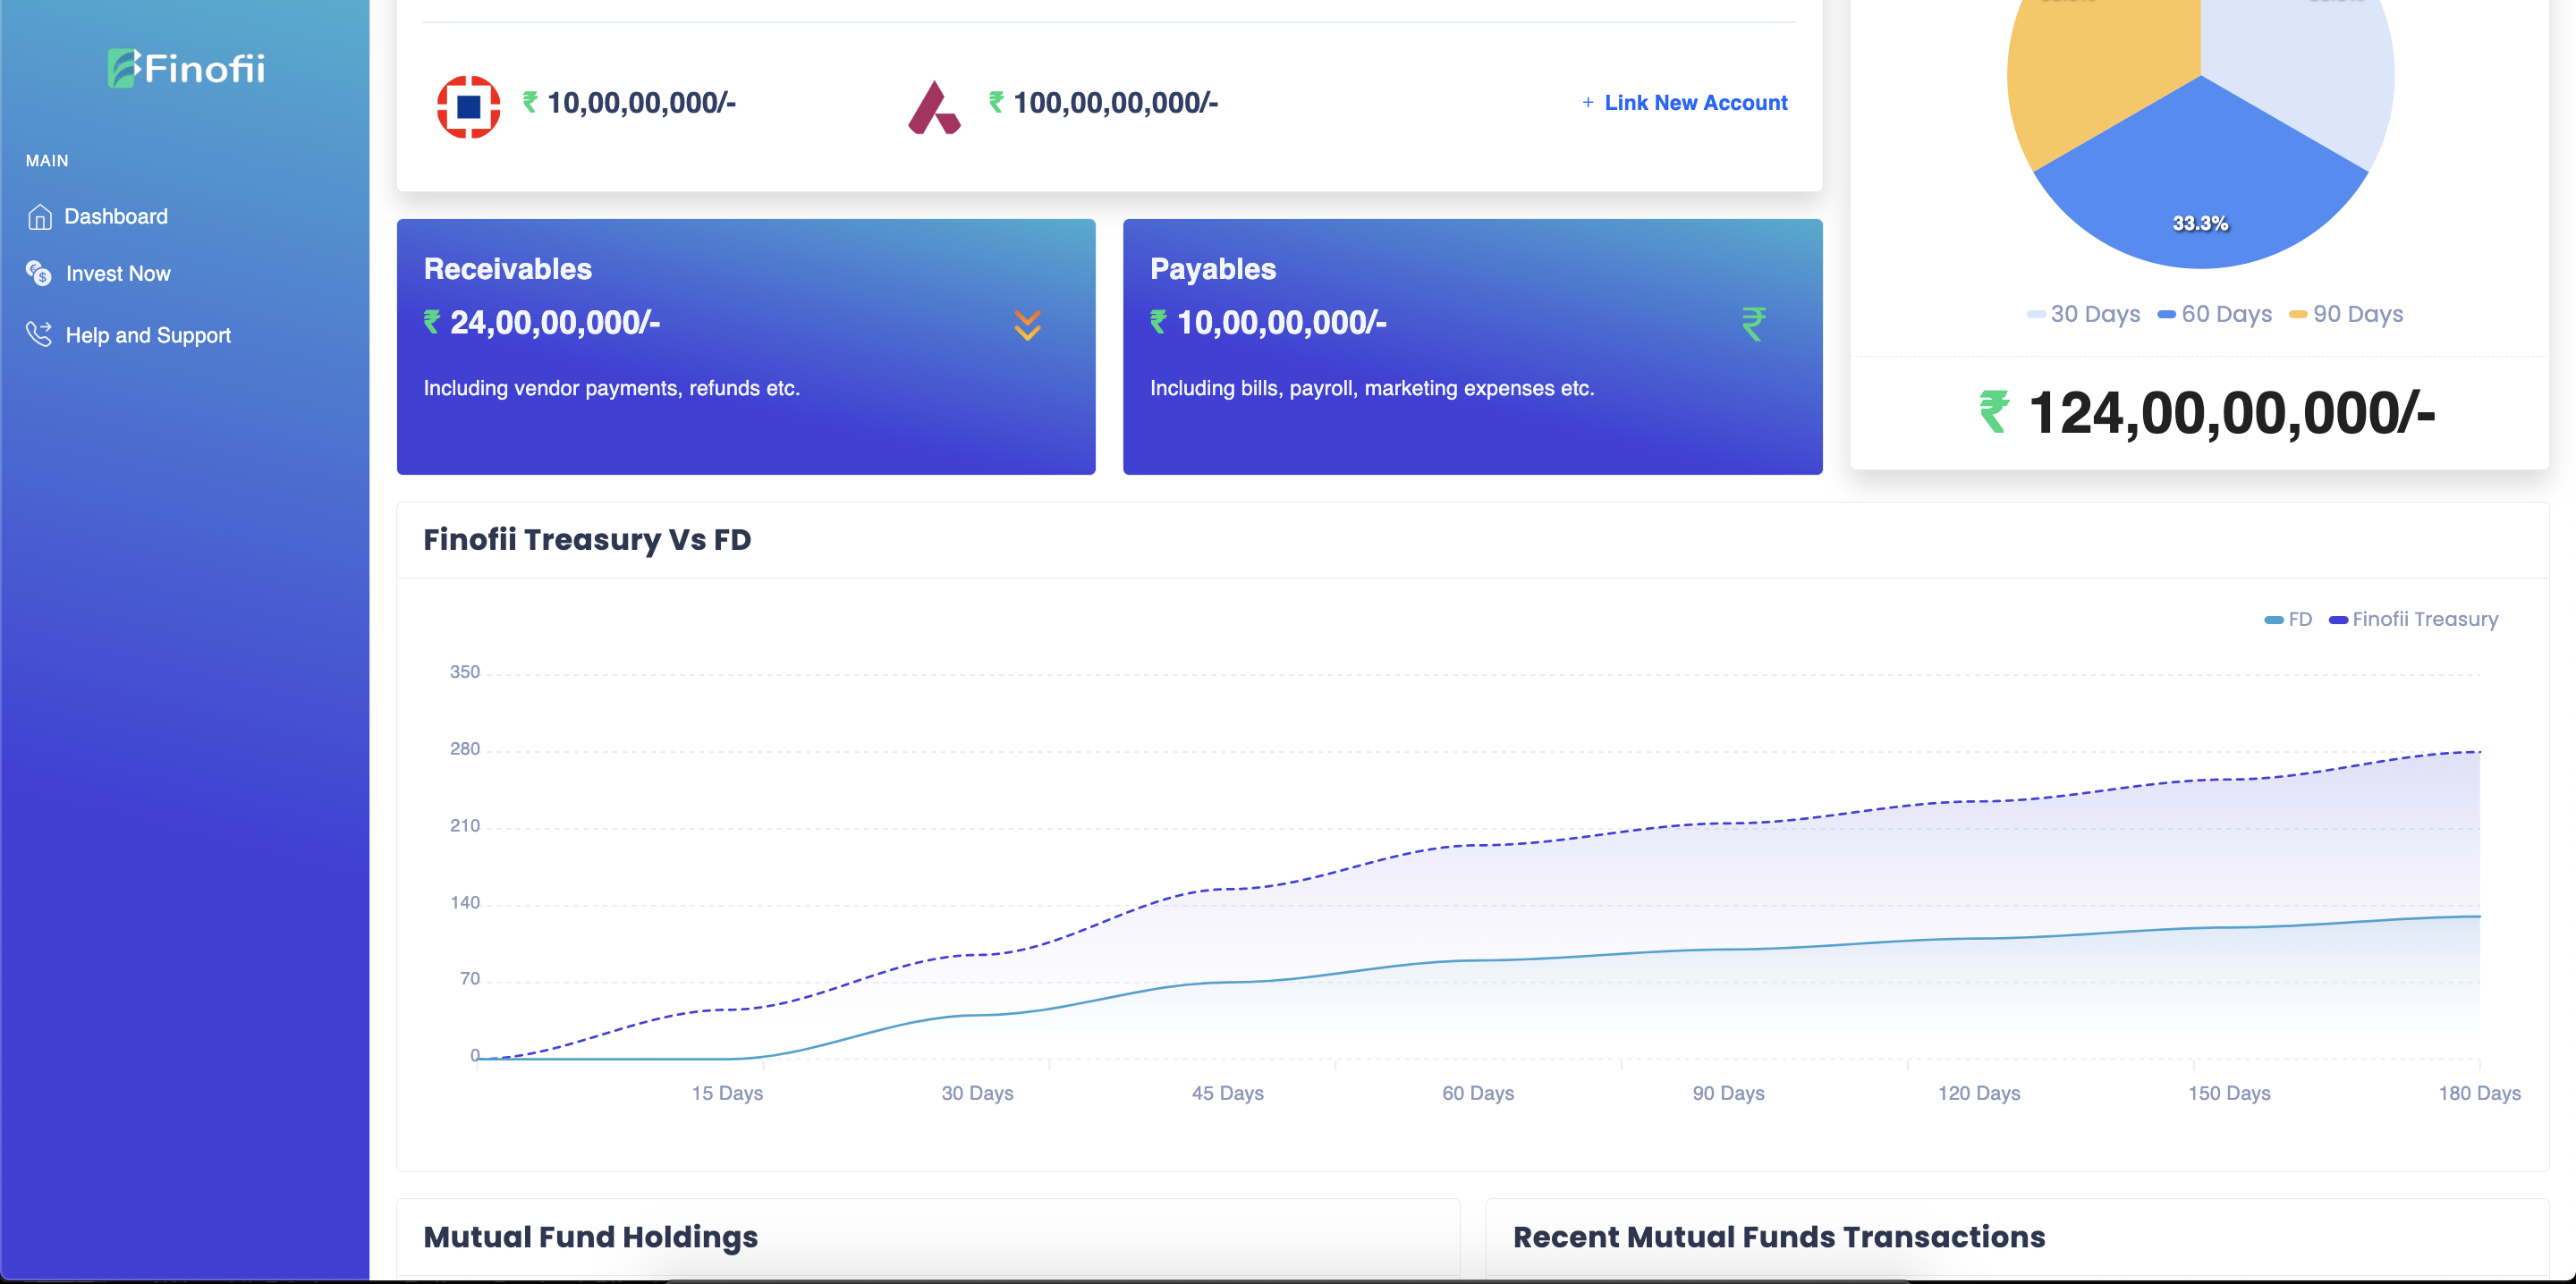 Finofii
MAIN
Dashboard
Invest Now
Help and Support
₹ 10,00,00,000/-
₹ 100,00,00,000/-
+ Link New Account
Receivables
₹ 24,00,00,000/-
Including vendor payments, refunds etc.
Payables
₹ 10,00,00,000/-
₹
Including bills, payroll, marketing expenses etc.
33.3%
30 Days 60 Days 90 Days
₹ 124,00,00,000/-
Finofii Treasury Vs FD
FD Finofii Treasury
350
280
210
140
70
0
15 Days 30 Days 45 Days 60 Days 90 Days 120 Days 150 Days 180 Days
Mutual Fund Holdings
Recent Mutual Funds Transactions